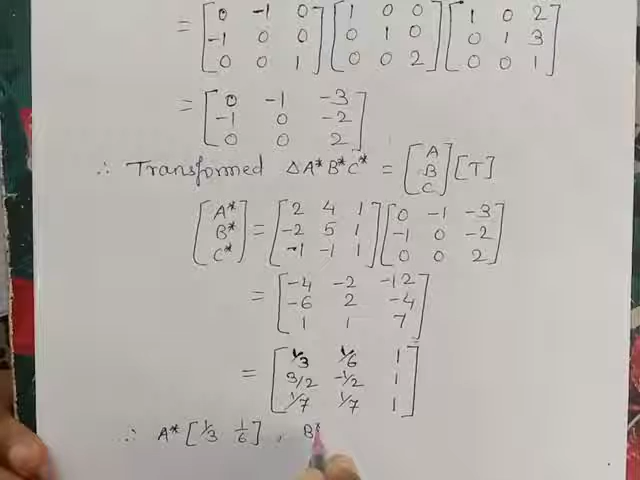 = [0 -1 0] [1 0 0] [1 0 2]
[-1 0 0] [0 1 0] [0 1 3]
[0 0 1] [0 0 2] [0 0 1]
= [0 -1 -3]
[-1 0 -2]
[0 0 2]
∴ Transformed ΔA*B*C* = [A B C] [T]
[A*] = [2 4 1] [0 -1 -3]
[B*] [-2 5 1] [-1 0 -2]
[C*] [-1 -1 1] [0 0 2]
= [-4 -2 -12]
[-6 2 -4]
[1 1 7]
= [1/3 1/6 1]
[3/2 -1/2 1]
[1/7 1/7 1]
∴ A* [1/3 1/6] , B*